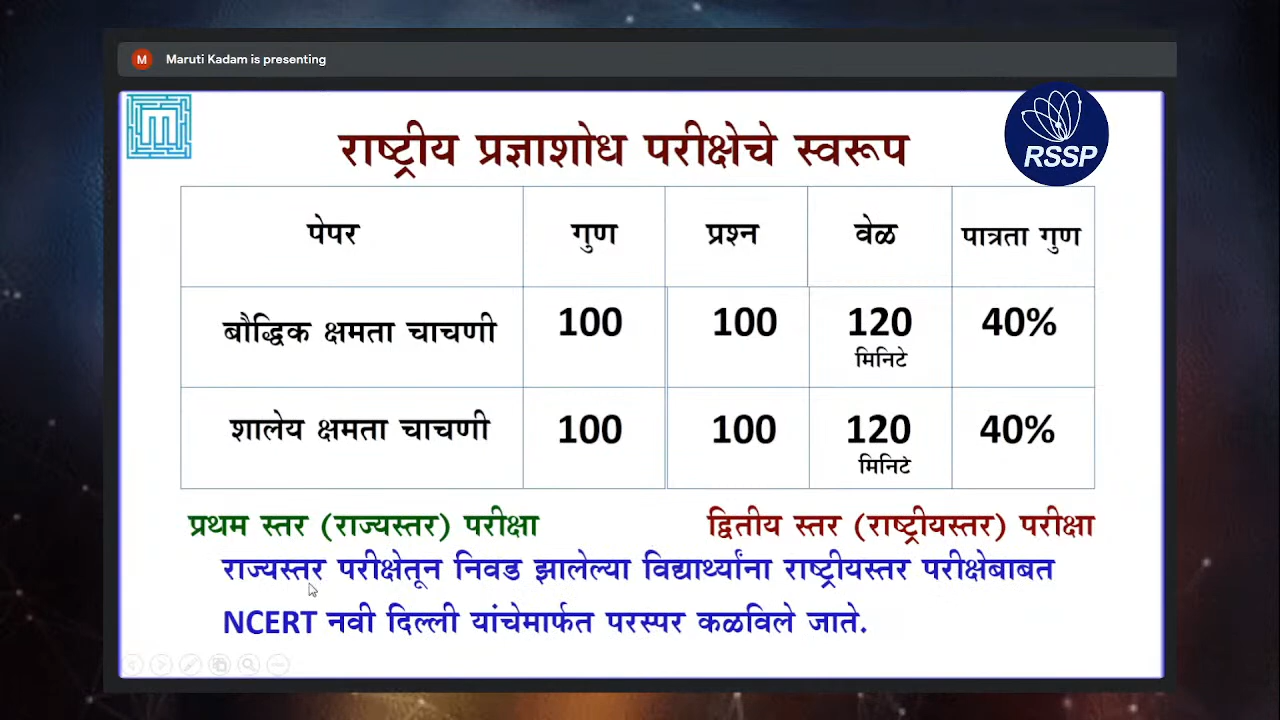 M Maruti Kadam is presenting
m
RSSP
राष्ट्रीय प्रज्ञाशोध परीक्षेचे स्वरूप
पेपर गुण प्रश्न वेळ पात्रता गुण
बौद्धिक क्षमता चाचणी 100 100 120 मिनिटे 40%
शालेय क्षमता चाचणी 100 100 120 मिनिटे 40%
प्रथम स्तर (राज्यस्तर) परीक्षा द्वितीय स्तर (राष्ट्रीयस्तर) परीक्षा
राज्यस्तर परीक्षेतून निवड झालेल्या विद्यार्थ्यांना राष्ट्रीयस्तर परीक्षेबाबत
NCERT नवी दिल्ली यांचेमार्फत परस्पर कळविले जाते.